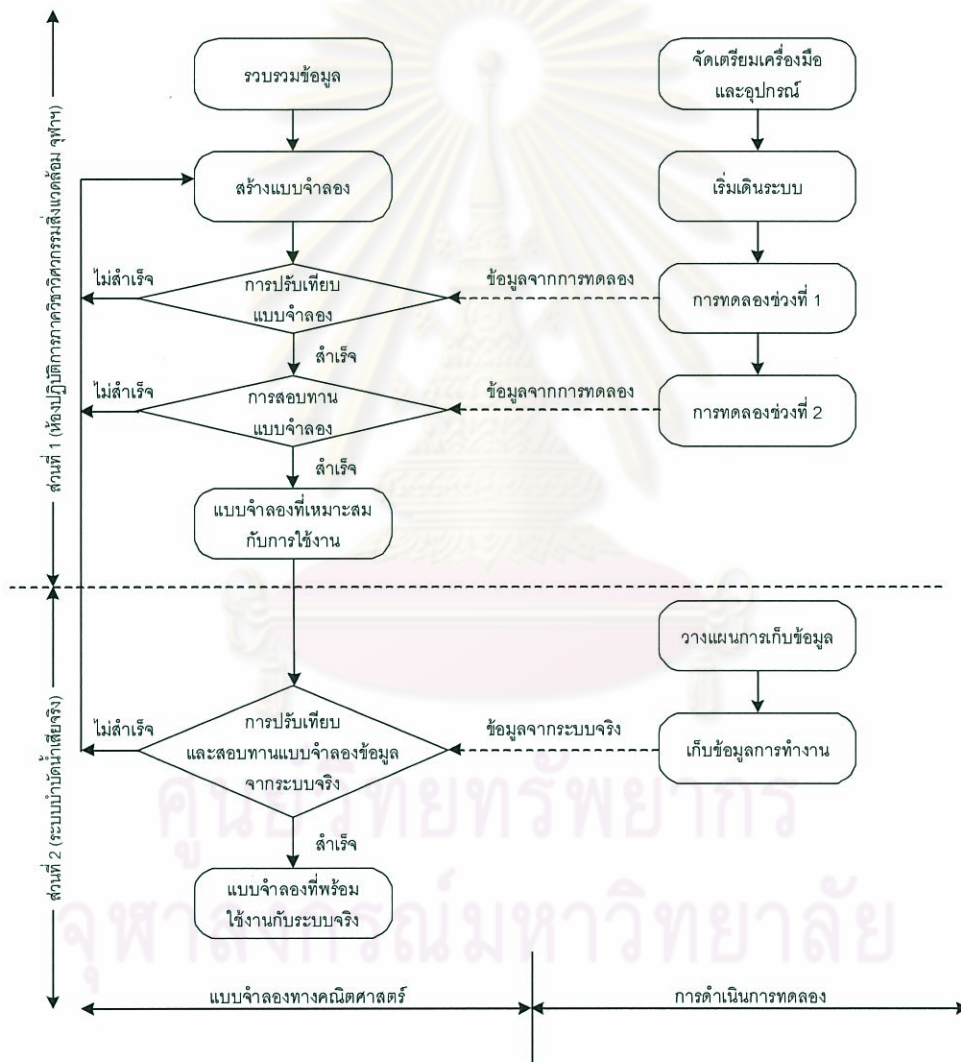 รวบรวมข้อมูล
จัดเตรียมเครื่องมือ
และอุปกรณ์
สร้างแบบจำลอง
เริ่มเดินระบบ
ไม่สำเร็จ
การปรับเทียบ
แบบจำลอง
ข้อมูลจากการทดลอง
การทดลองช่วงที่ 1
สำเร็จ
ไม่สำเร็จ
การสอบทาน
แบบจำลอง
ข้อมูลจากการทดลอง
การทดลองช่วงที่ 2
สำเร็จ
แบบจำลองที่เหมาะสม
กับการใช้งาน
ส่วนที่ 1 (ห้องปฏิบัติการภาควิชาวิศวกรรมสิ่งแวดล้อม จุฬาฯ)
วางแผนการเก็บข้อมูล
ไม่สำเร็จ
การปรับเทียบ
และสอบทานแบบจำลองข้อมูล
จากระบบจริง
ข้อมูลจากระบบจริง
เก็บข้อมูลการทำงาน
สำเร็จ
แบบจำลองที่พร้อม
ใช้งานกับระบบจริง
ส่วนที่ 2 (ระบบบำบัดน้ำเสียจริง)
ศูนย์วิทยทรัพยากร
จุฬาลงกรณ์มหาวิทยาลัย
แบบจำลองทางคณิตศาสตร์
การดำเนินการทดลอง